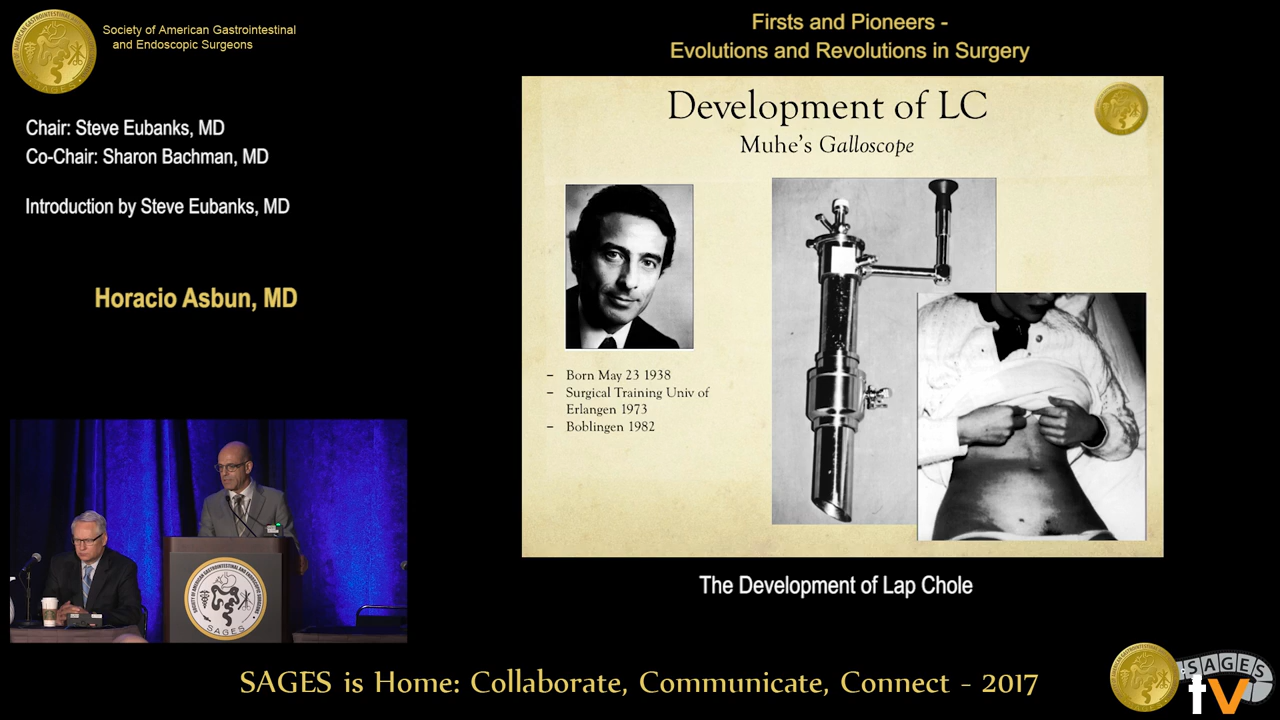 Society of American Gastrointestinal
and Endoscopic Surgeons
Firsts and Pioneers -
Evolutions and Revolutions in Surgery
Chair: Steve Eubanks, MD
Co-Chair: Sharon Bachman, MD
Introduction by Steve Eubanks, MD
Horacio Asbun, MD
Development of LC
Muhe's Galloscope
– Born May 23 1938
– Surgical Training Univ of
Erlangen 1973
– Boblingen 1982
SAGES
The Development of Lap Chole
SAGES is Home: Collaborate, Communicate, Connect - 2017
SAGES
tv